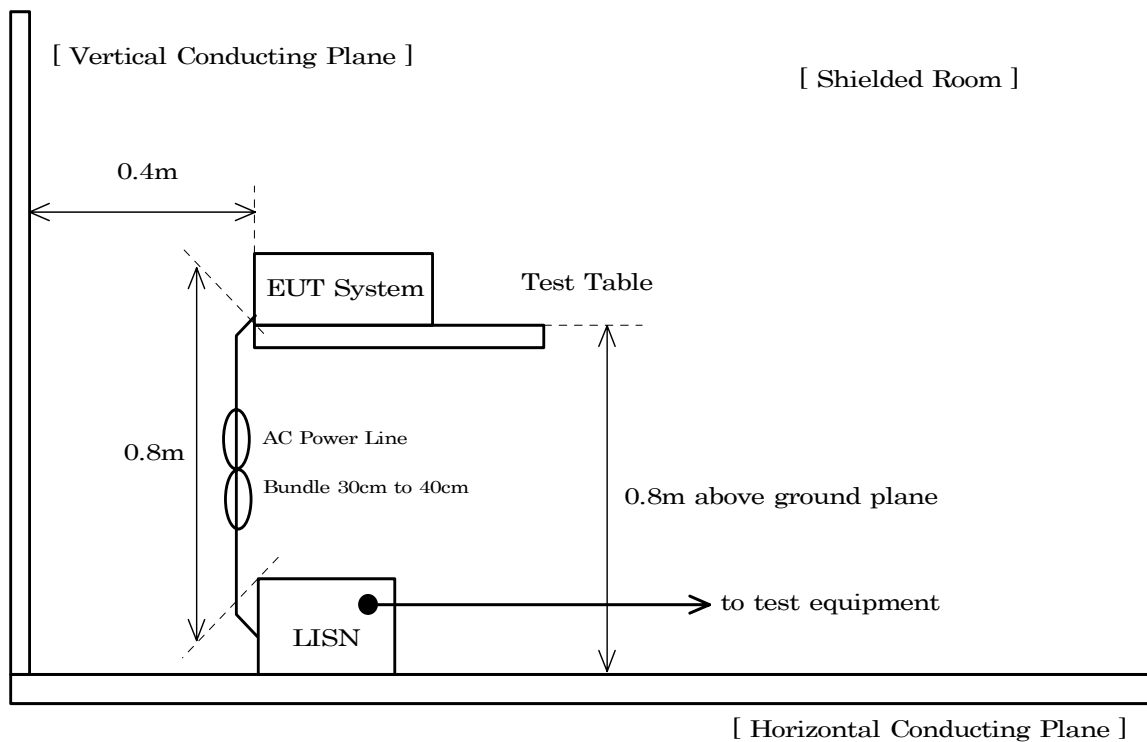 [ Vertical Conducting Plane ]
[ Shielded Room ]
0.4m
EUT System
Test Table
0.8m
AC Power Line
Bundle 30cm to 40cm
0.8m above ground plane
to test equipment
LISN
[ Horizontal Conducting Plane ]